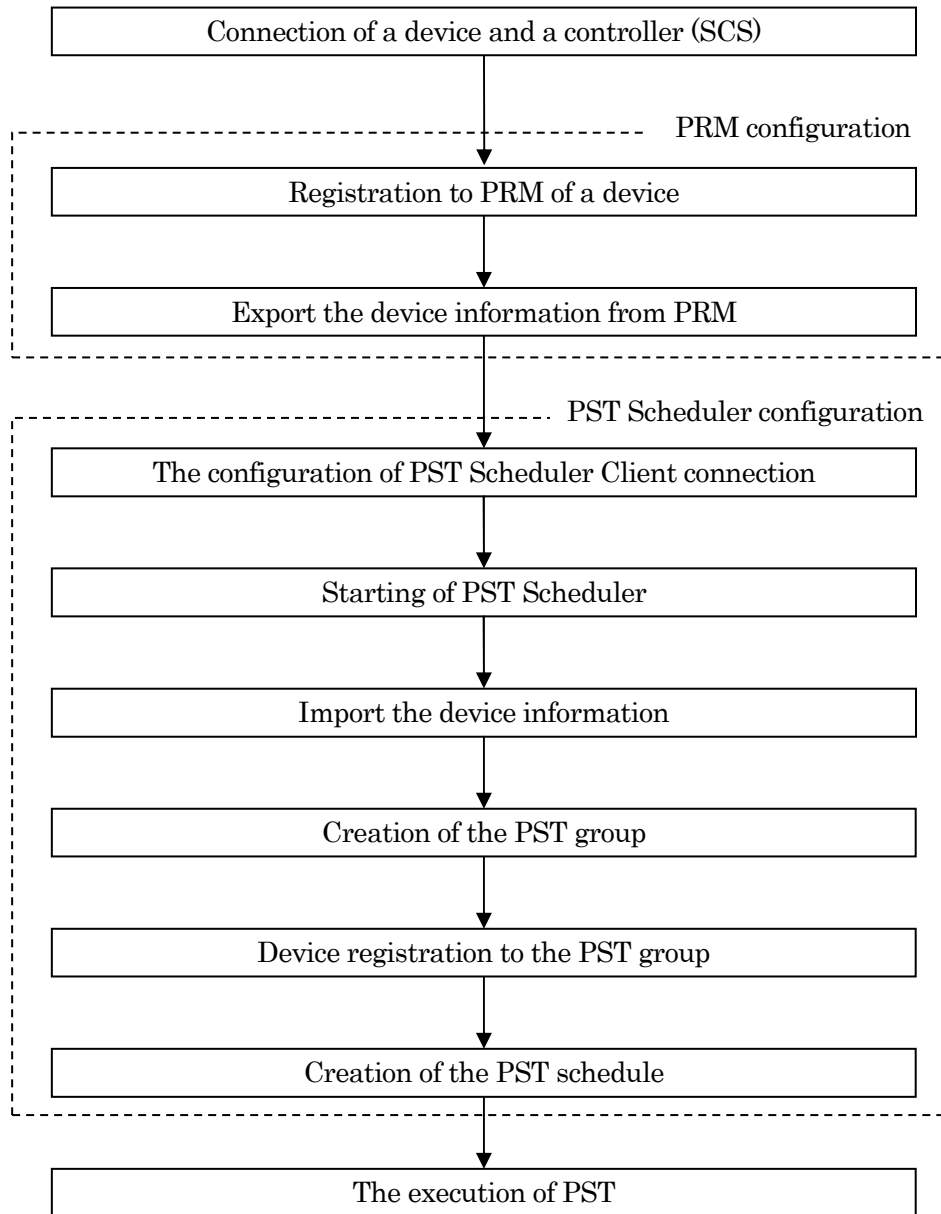 Connection of a device and a controller (SCS)
PRM configuration
Registration to PRM of a device
Export the device information from PRM
PST Scheduler configuration
The configuration of PST Scheduler Client connection
Starting of PST Scheduler
Import the device information
Creation of the PST group
Device registration to the PST group
Creation of the PST schedule
The execution of PST